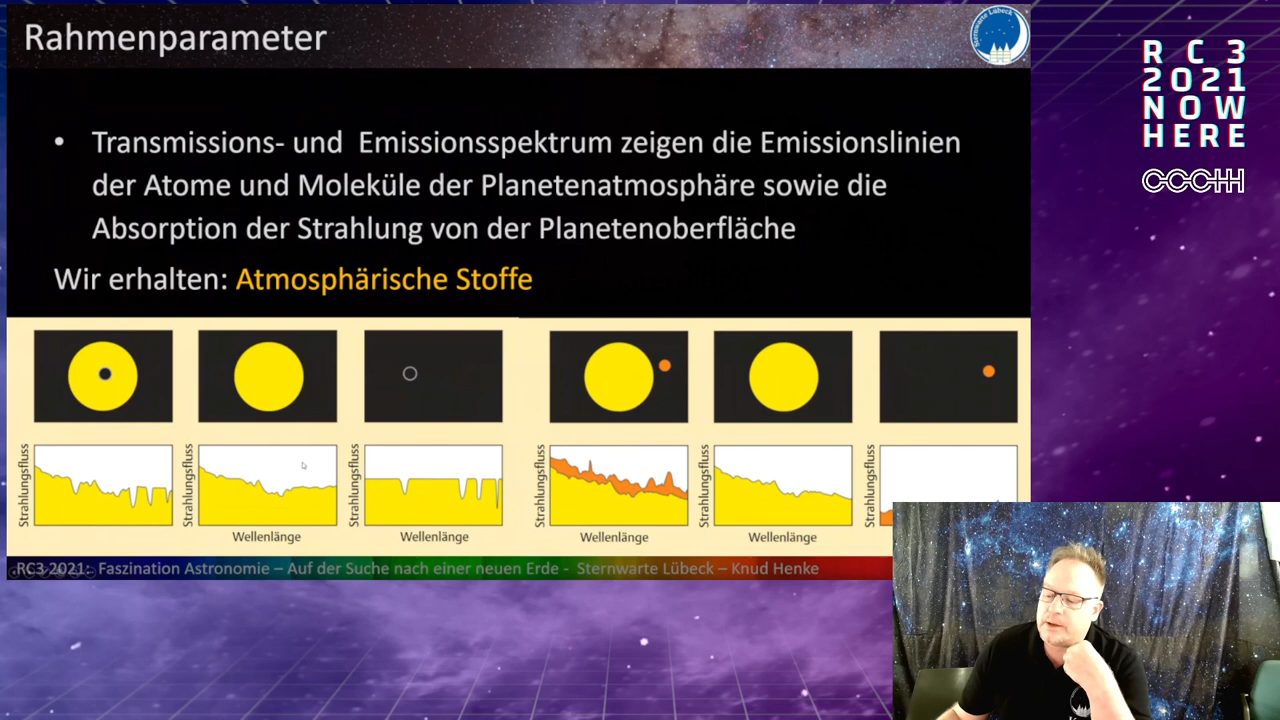 Rahmenparameter
Sternwarte Lübeck
RC3
2021
NOW
HERE
CCCHH
• Transmissions- und Emissionsspektrum zeigen die Emissionslinien
der Atome und Moleküle der Planetenatmosphäre sowie die
Absorption der Strahlung von der Planetenoberfläche
Wir erhalten: Atmosphärische Stoffe
Strahlungsfluss
Strahlungsfluss
Strahlungsfluss
Strahlungsfluss
Strahlungsfluss
Strahlungsfluss
Wellenlänge
Wellenlänge
Wellenlänge
Wellenlänge
RC3 2021: Faszination Astronomie – Auf der Suche nach einer neuen Erde - Sternwarte Lübeck – Knud Henke